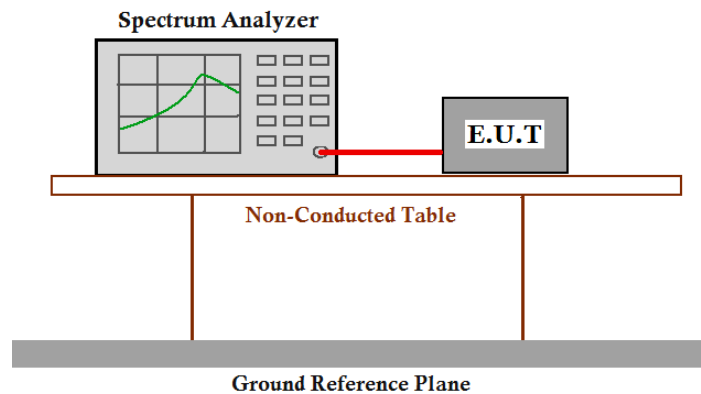 Spectrum Analyzer
E.U.T
Non-Conducted Table
Ground Reference Plane